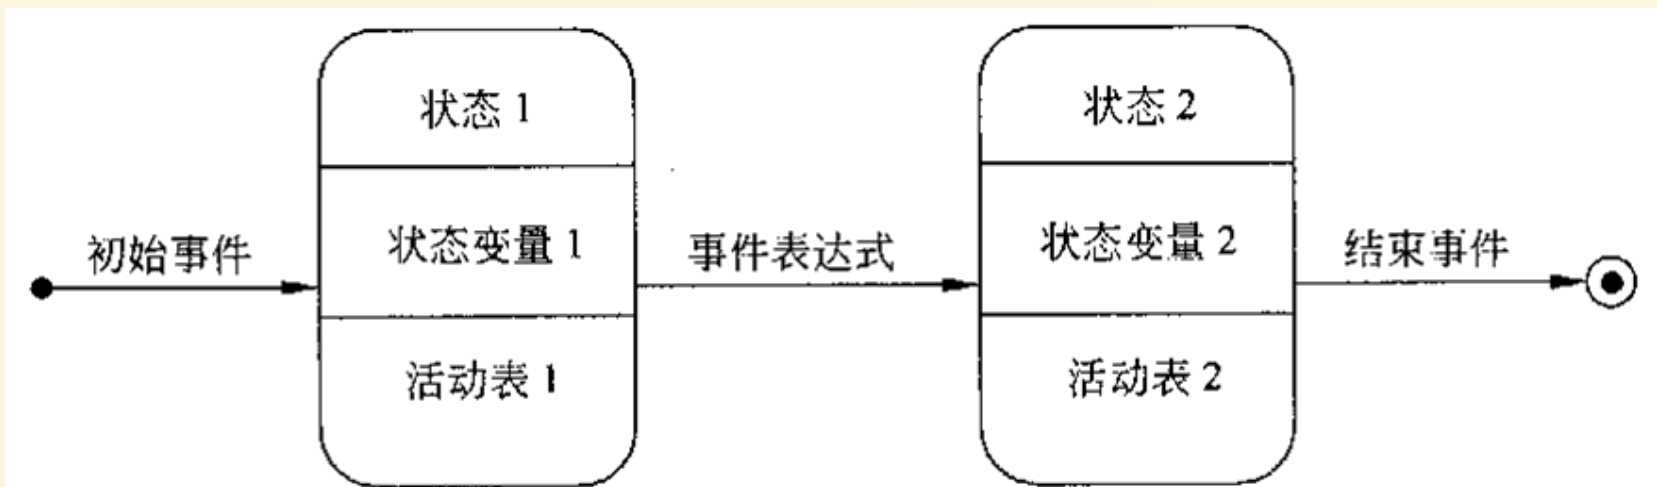 初始事件
状态 1
状态变量 1
活动表 1
事件表达式
状态 2
状态变量 2
活动表 2
结束事件